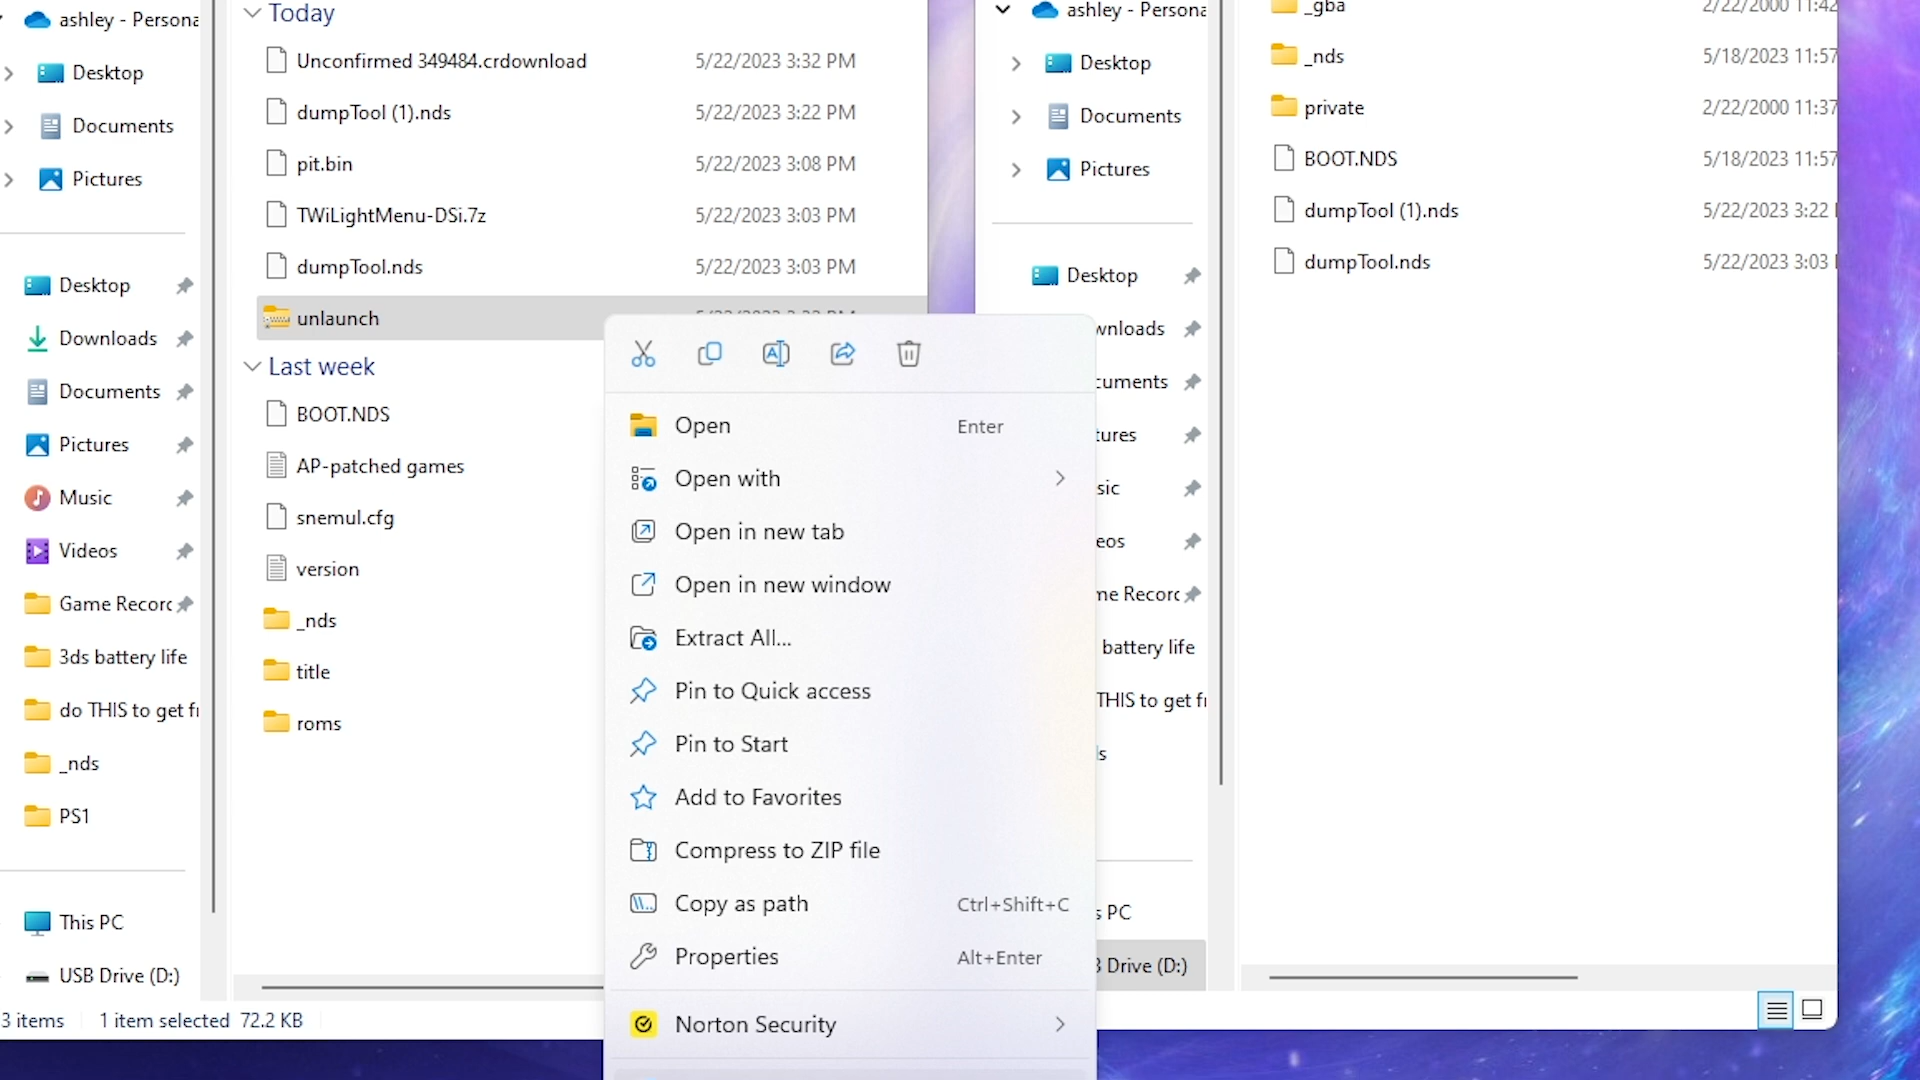 ashley - Persona
Desktop
Documents
Pictures
Desktop
Downloads
Documents
Pictures
Music
Videos
Game Recorc
3ds battery life
do THIS to get fr
_nds
PS1
This PC
USB Drive (D:)
3 items 1 item selected 72.2 KB
Today
Unconfirmed 349484.crdownload 5/22/2023 3:32 PM
dumpTool (1).nds 5/22/2023 3:22 PM
pit.bin 5/22/2023 3:08 PM
TWiLightMenu-DSi.7z 5/22/2023 3:03 PM
dumpTool.nds 5/22/2023 3:03 PM
unlaunch
Last week
BOOT.NDS
AP-patched games
snemul.cfg
version
_nds
title
roms
Open Enter
Open with
Open in new tab
Open in new window
Extract All...
Pin to Quick access
Pin to Start
Add to Favorites
Compress to ZIP file
Copy as path Ctrl+Shift+C
Properties Alt+Enter
Norton Security
ashley - Persona
Desktop
Documents
Pictures
Desktop
wnloads
cuments
tures
sic
eos
me Recorc
battery life
THIS to get fr
ls
s PC
B Drive (D:)
_gba 2/22/2000 11:42
_nds 5/18/2023 11:57
private 2/22/2000 11:37
BOOT.NDS 5/18/2023 11:57
dumpTool (1).nds 5/22/2023 3:22
dumpTool.nds 5/22/2023 3:03